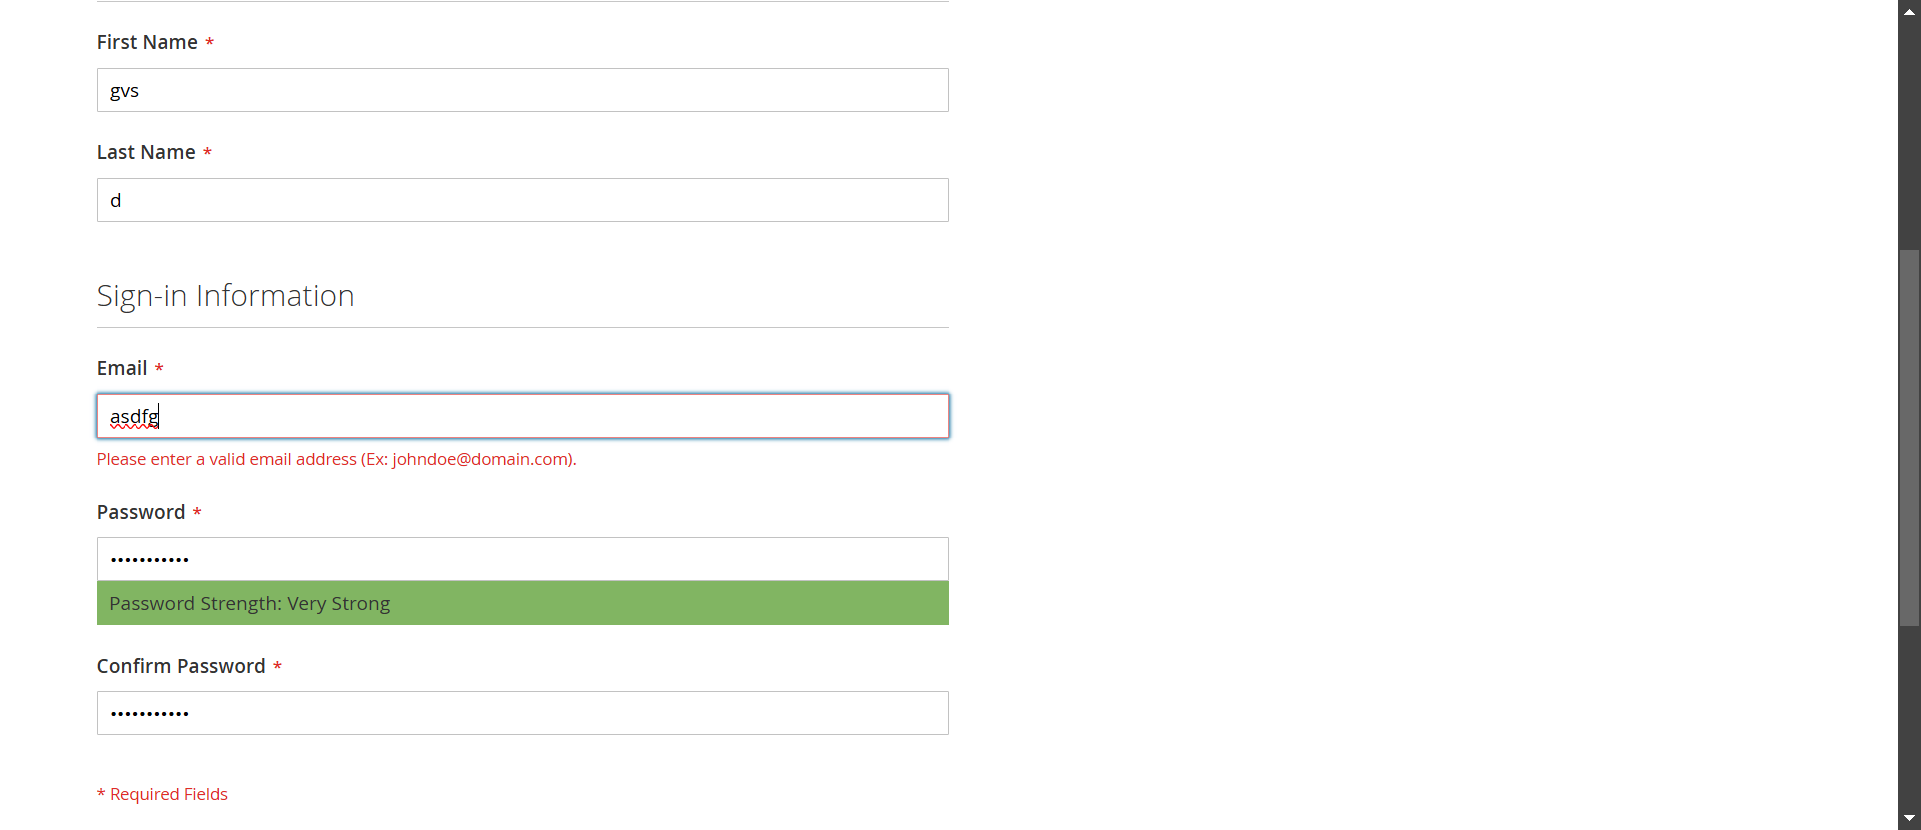 First Name *
gvs
Last Name *
d
Sign-in Information
Email *
asdfg
Please enter a valid email address (Ex: johndoe@domain.com).
Password *
•••••••••••
Password Strength: Very Strong
Confirm Password *
•••••••••••
* Required Fields